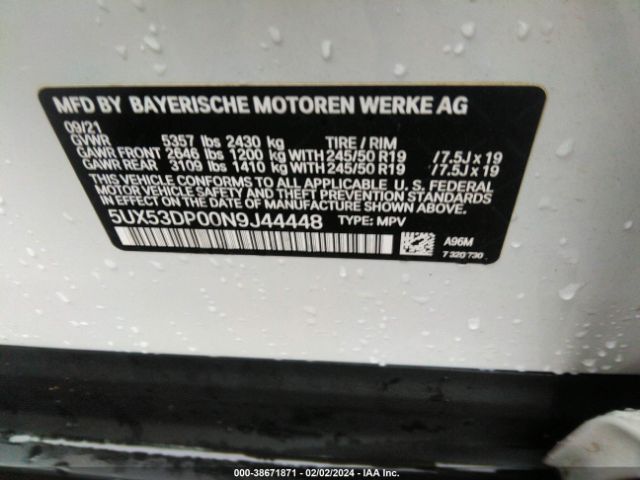 MFD BY BAYERISCHE MOTOREN WERKE AG
09/21
GVWR 5357 lbs 2430 kg TIRE / RIM
GAWR FRONT 2646 lbs 1200 kg WITH 245/50 R19 / 7.5J x 19
GAWR REAR 3109 lbs 1410 kg WITH 245/50 R19 / 7.5J x 19
THIS VEHICLE CONFORMS TO ALL APPLICABLE U. S. FEDERAL
MOTOR VEHICLE SAFETY AND THEFT PREVENTION STANDARDS
IN EFFECT ON THE DATE OF MANUFACTURE SHOWN ABOVE.
5UX53DP00N9J44448 TYPE: MPV
A96M
7 320 730
000-38671871 - 02/02/2024 - IAA Inc.